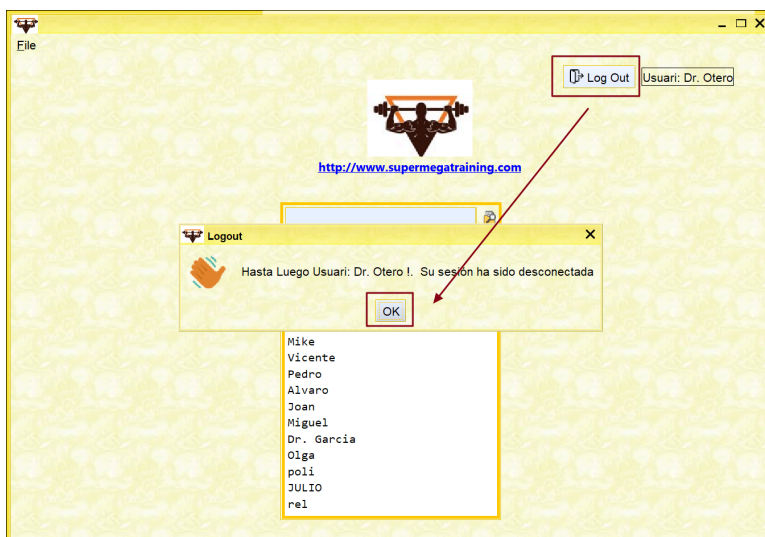 File
Log Out
Usuari: Dr. Otero
http://www.supermegatraining.com
Logout
Hasta Luego Usuari: Dr. Otero !. Su sesión ha sido desconectada
OK
Mike
Vicente
Pedro
Alvaro
Joan
Miguel
Dr. Garcia
Olga
poli
JULIO
rel